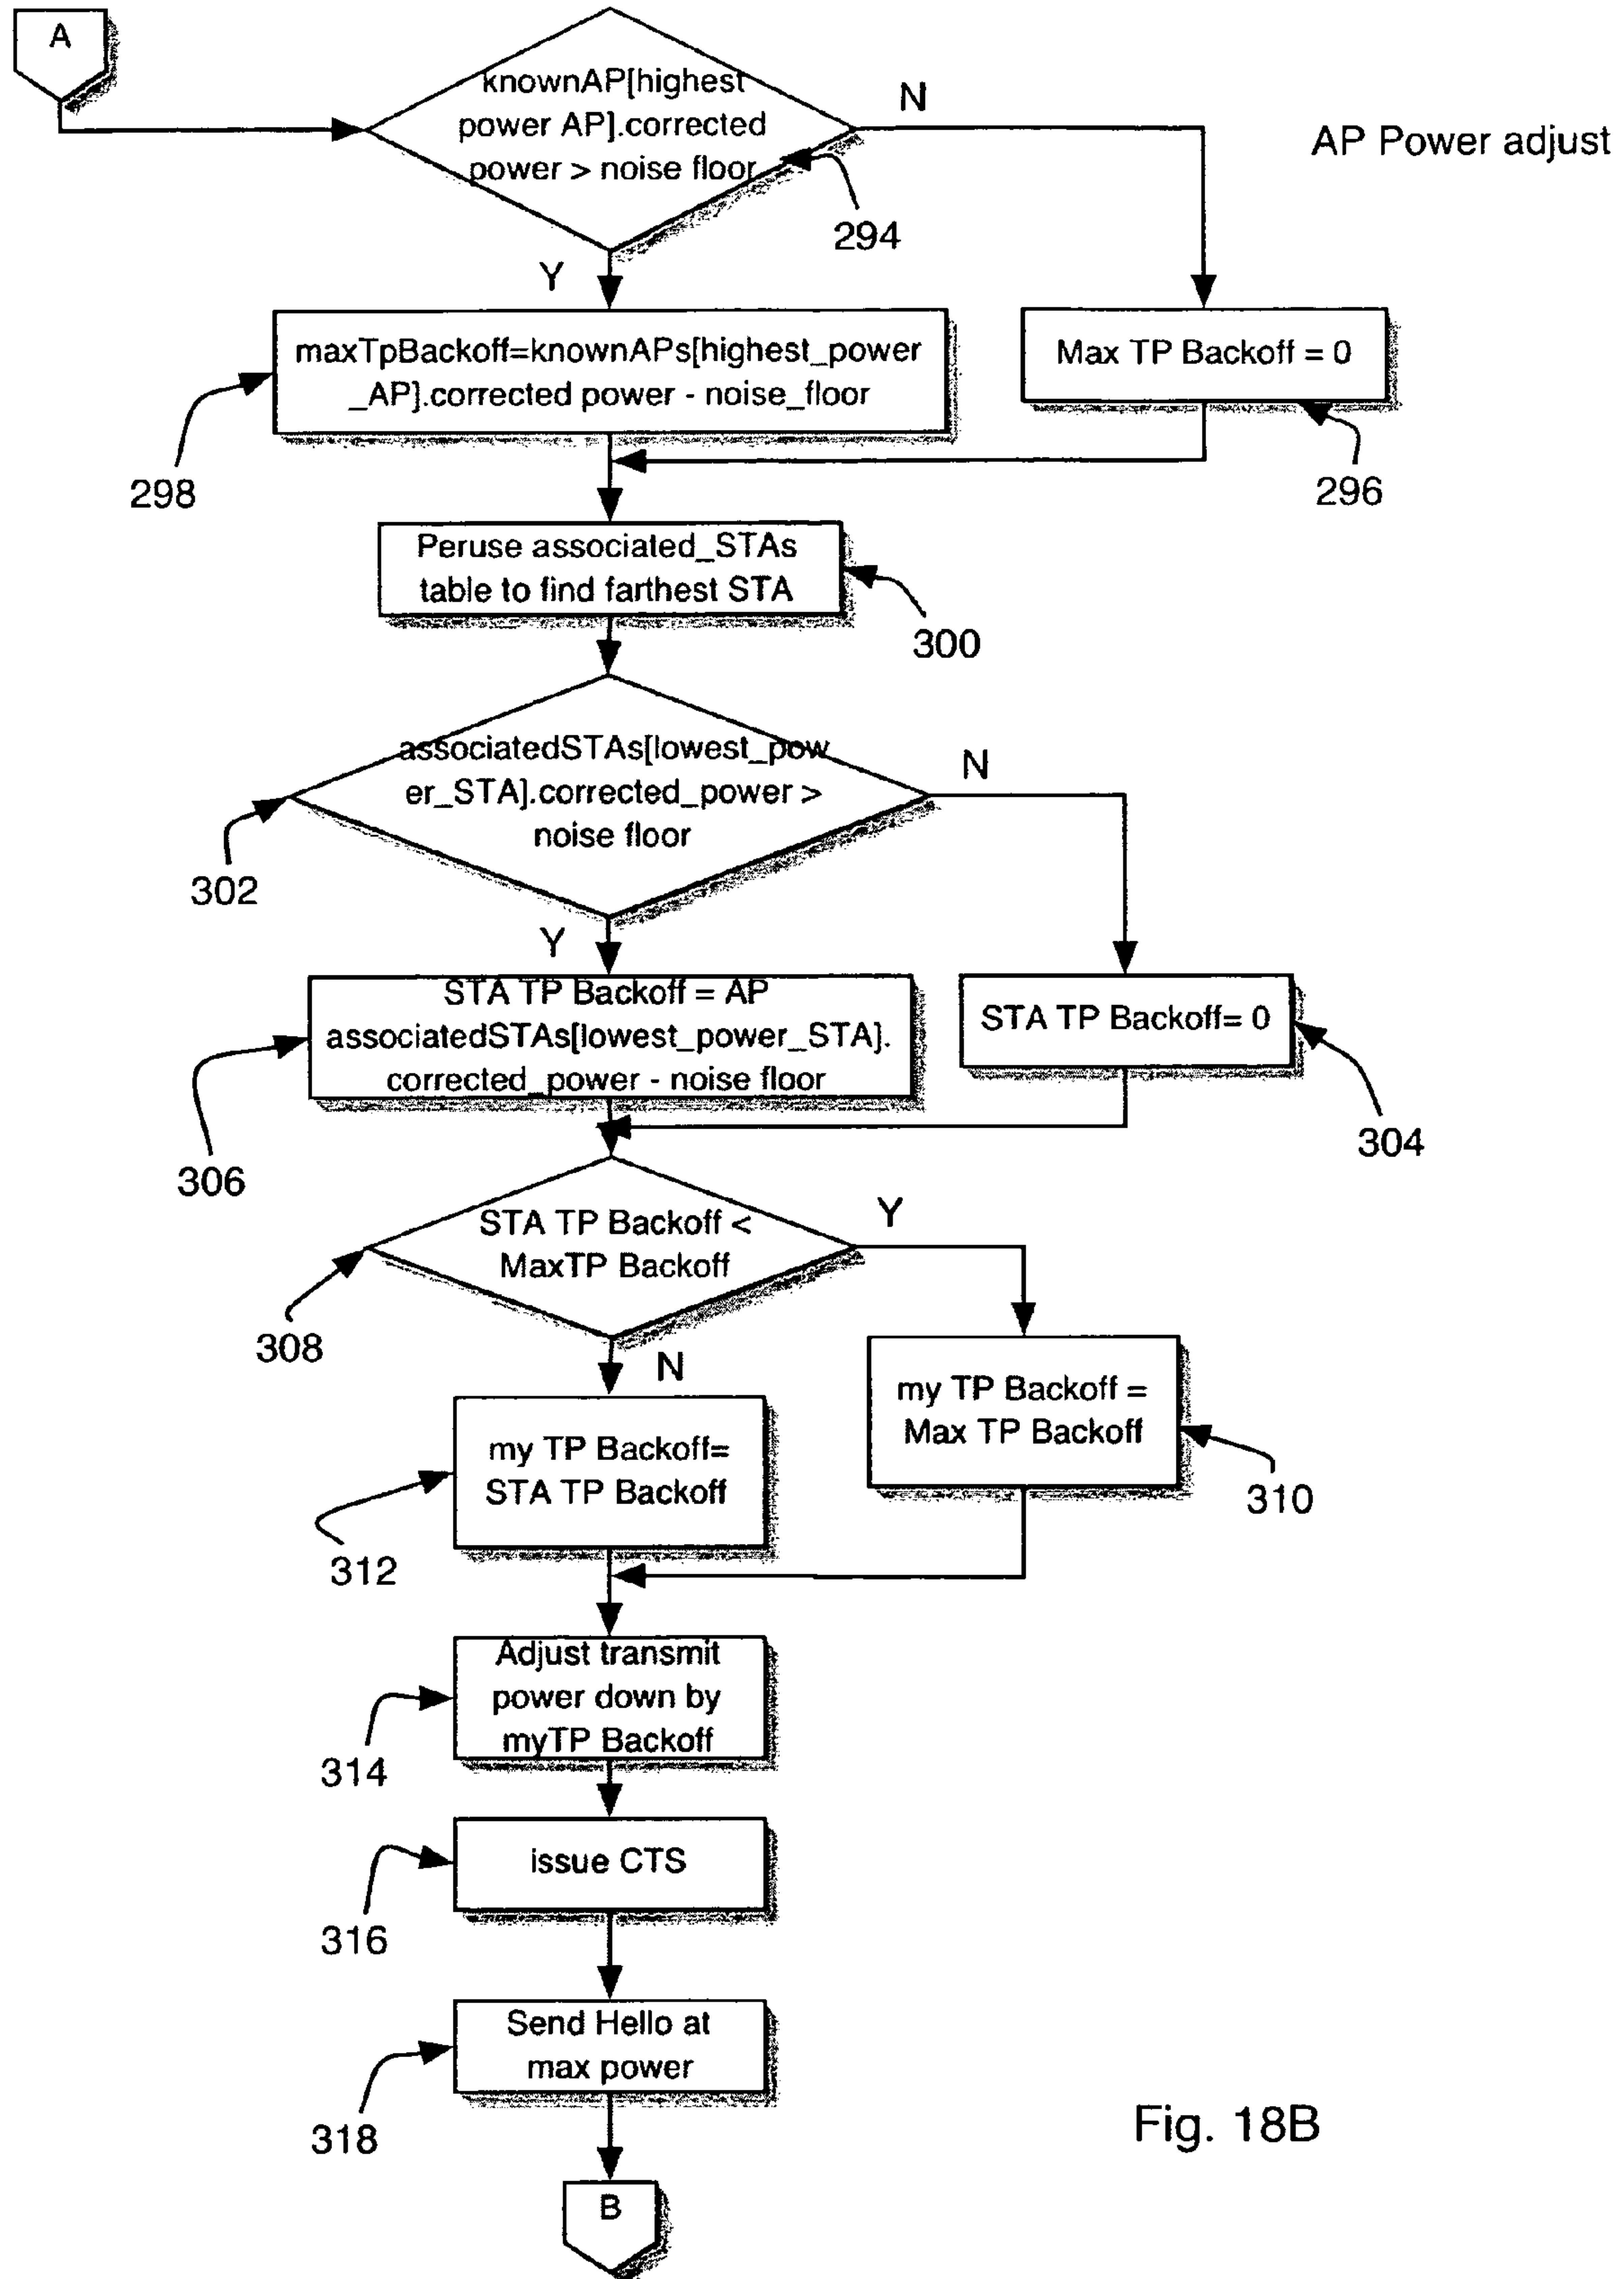 A
knownAP[highest
power AP].corrected
power > noise floor
N
AP Power adjust
294
Y
maxTpBackoff=knownAPs[highest_power
_AP].corrected power - noise_floor
Max TP Backoff = 0
298
296
Peruse associated_STAs
table to find farthest STA
300
associatedSTAs[lowest_pow
er_STA].corrected_power >
noise floor
N
302
Y
STA TP Backoff = AP
associatedSTAs[lowest_power_STA].
corrected_power - noise floor
STA TP Backoff= 0
304
306
STA TP Backoff <
MaxTP Backoff
Y
308
N
my TP Backoff =
Max TP Backoff
my TP Backoff=
STA TP Backoff
310
312
Adjust transmit
power down by
myTP Backoff
314
issue CTS
316
Send Hello at
max power
318
Fig. 18B
B